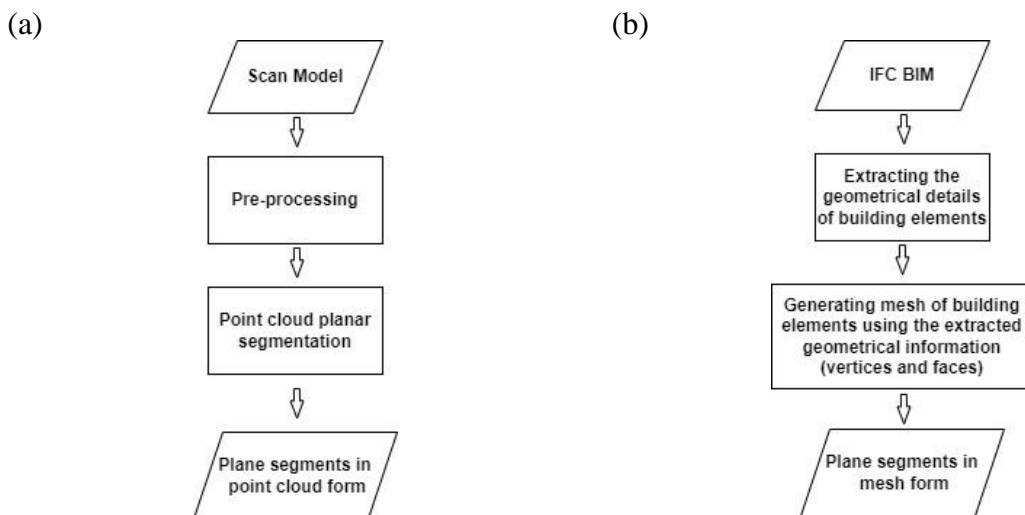 (a)
Scan Model
Pre-processing
Point cloud planar
segmentation
Plane segments in
point cloud form
(b)
IFC BIM
Extracting the
geometrical details
of building elements
Generating mesh of building
elements using the extracted
geometrical information
(vertices and faces)
Plane segments in
mesh form